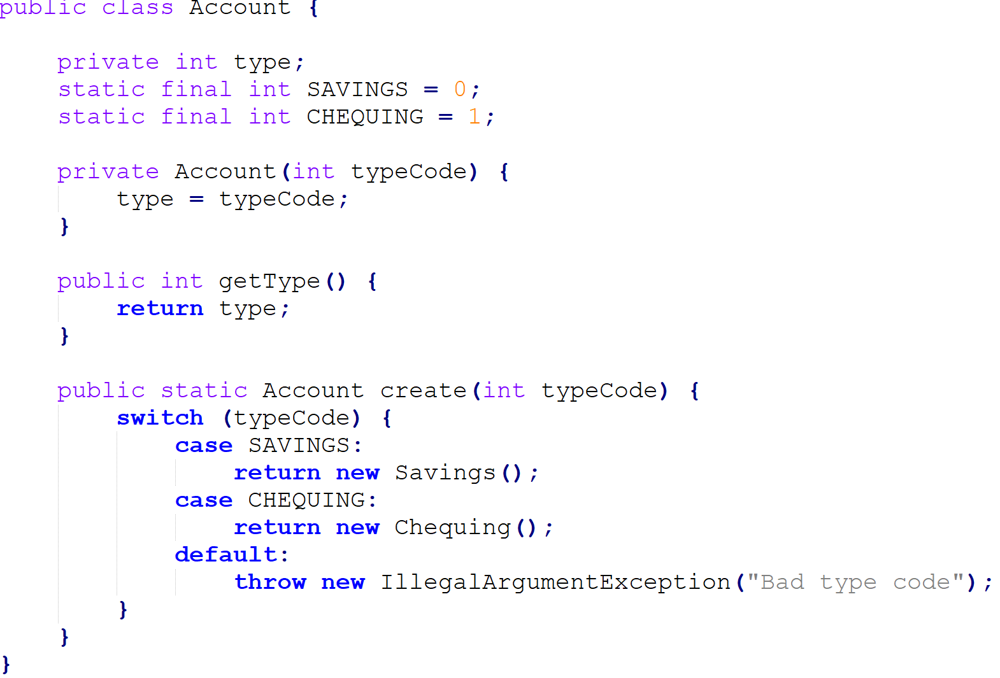 public class Account {
private int type;
static final int SAVINGS = 0;
static final int CHEQUING = 1;
private Account(int typeCode) {
type = typeCode;
}
public int getType() {
return type;
}
public static Account create(int typeCode) {
switch (typeCode) {
case SAVINGS:
return new Savings();
case CHEQUING:
return new Chequing();
default:
throw new IllegalArgumentException("Bad type code");
}
}
}